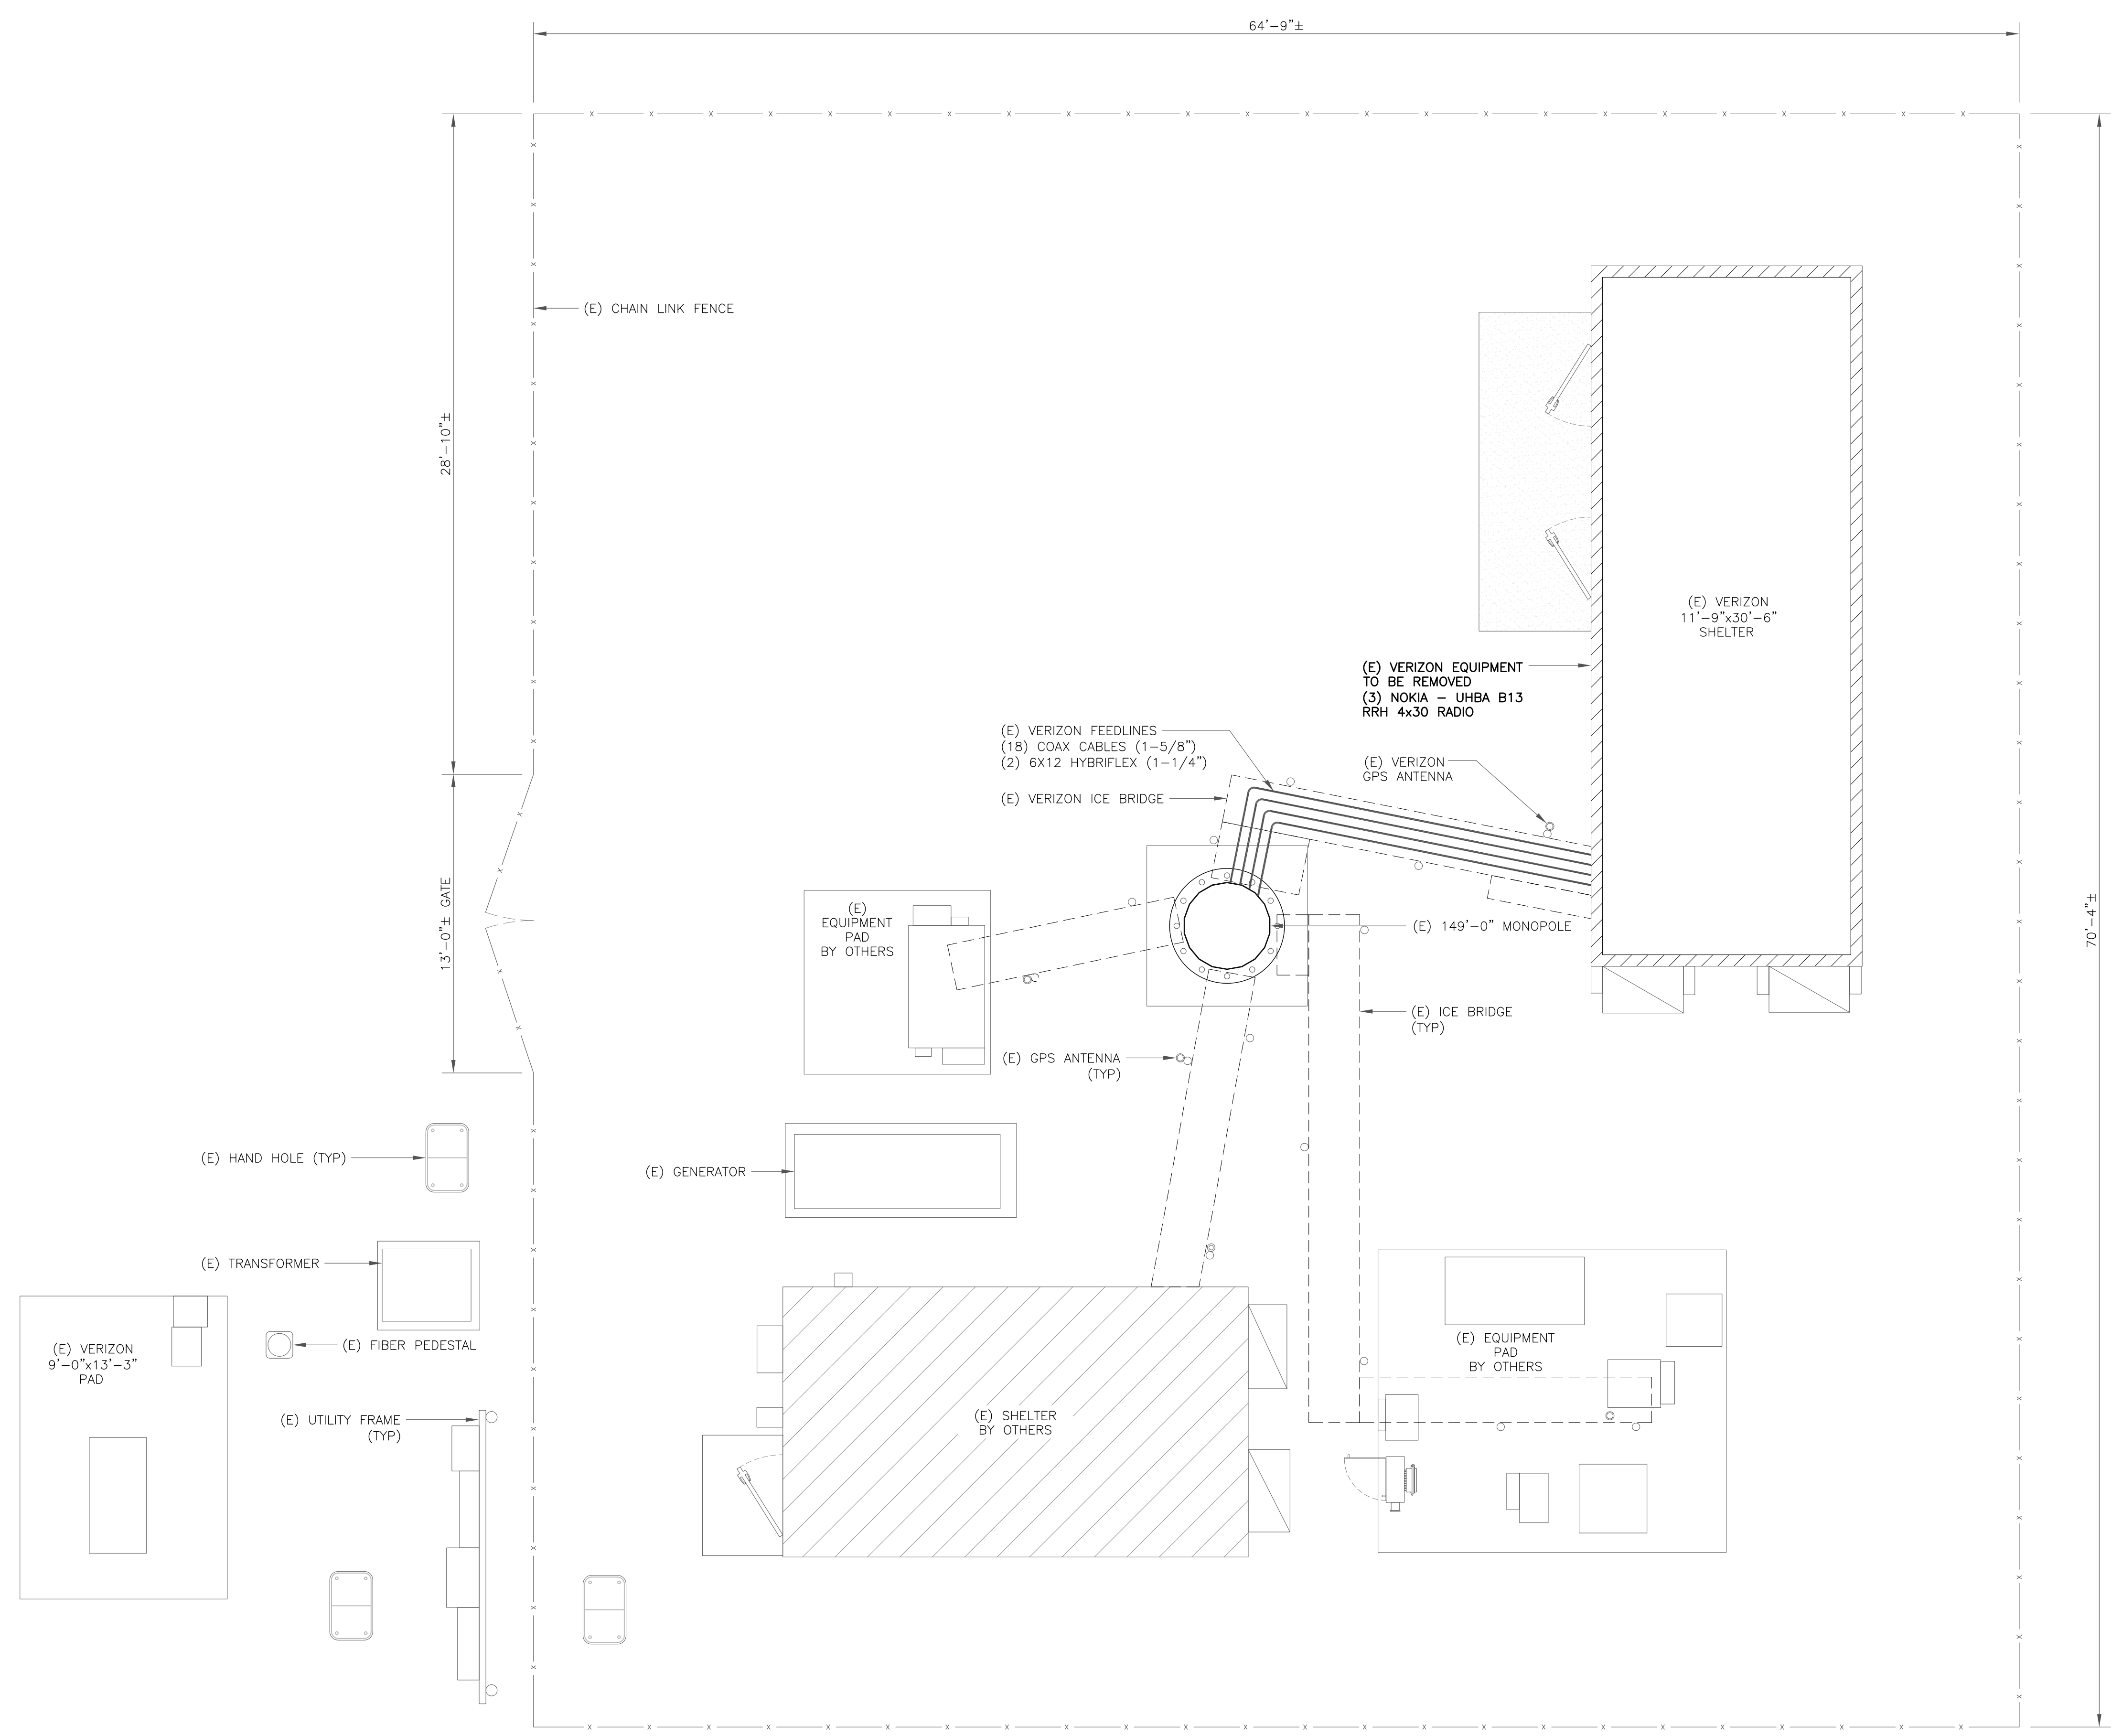 64'-9"±
(E) CHAIN LINK FENCE
28'-10"±
(E) VERIZON
11'-9"x30'-6"
SHELTER
(E) VERIZON EQUIPMENT
TO BE REMOVED
(3) NOKIA - UHBA B13
RRH 4x30 RADIO
(E) VERIZON FEEDLINES
(18) COAX CABLES (1-5/8")
(2) 6X12 HYBRIFLEX (1-1/4")
(E) VERIZON
GPS ANTENNA
(E) VERIZON ICE BRIDGE
13'-0"± GATE
(E)
EQUIPMENT
PAD
BY OTHERS
(E) 149'-0" MONOPOLE
70'-4"±
(E) ICE BRIDGE
(TYP)
(E) GPS ANTENNA
(TYP)
(E) HAND HOLE (TYP)
(E) GENERATOR
(E) TRANSFORMER
(E) FIBER PEDESTAL
(E) VERIZON
9'-0"x13'-3"
PAD
(E) EQUIPMENT
PAD
BY OTHERS
(E) UTILITY FRAME
(TYP)
(E) SHELTER
BY OTHERS